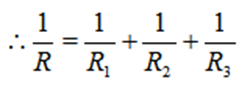 ∴ 1/R = 1/R₁ + 1/R₂ + 1/R₃